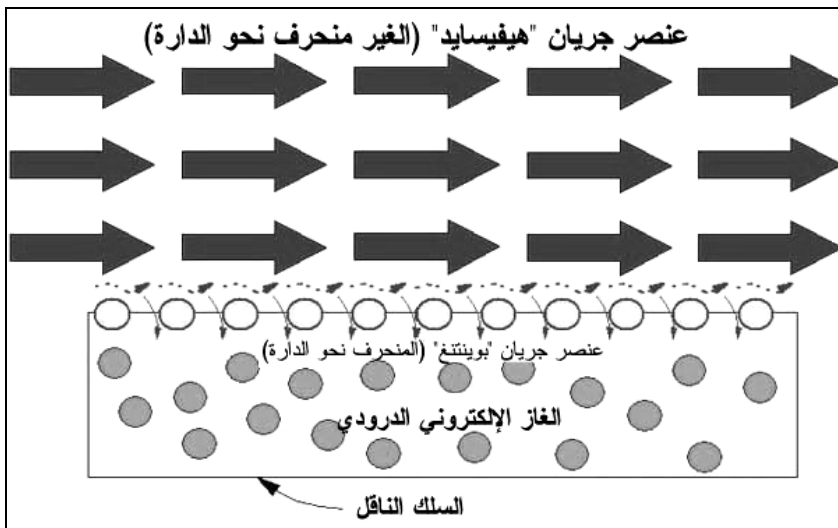 عنصر جريان "هيفيسايد" (الغير منحرف نحو الدارة)
عنصر جريان "بوينتنغ" (المنحرف نحو الدارة)
الغاز الإلكتروني الدرودي
السلك الناقل